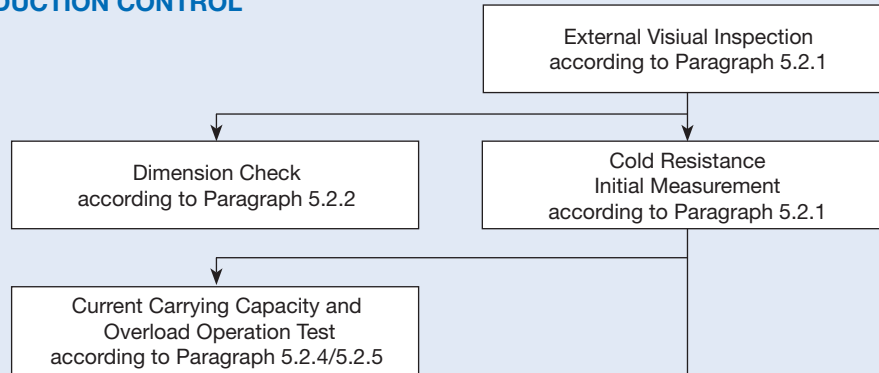 DUCTION CONTROL
External Visiual Inspection
according to Paragraph 5.2.1
Dimension Check
according to Paragraph 5.2.2
Cold Resistance
Initial Measurement
according to Paragraph 5.2.1
Current Carrying Capacity and
Overload Operation Test
according to Paragraph 5.2.4/5.2.5